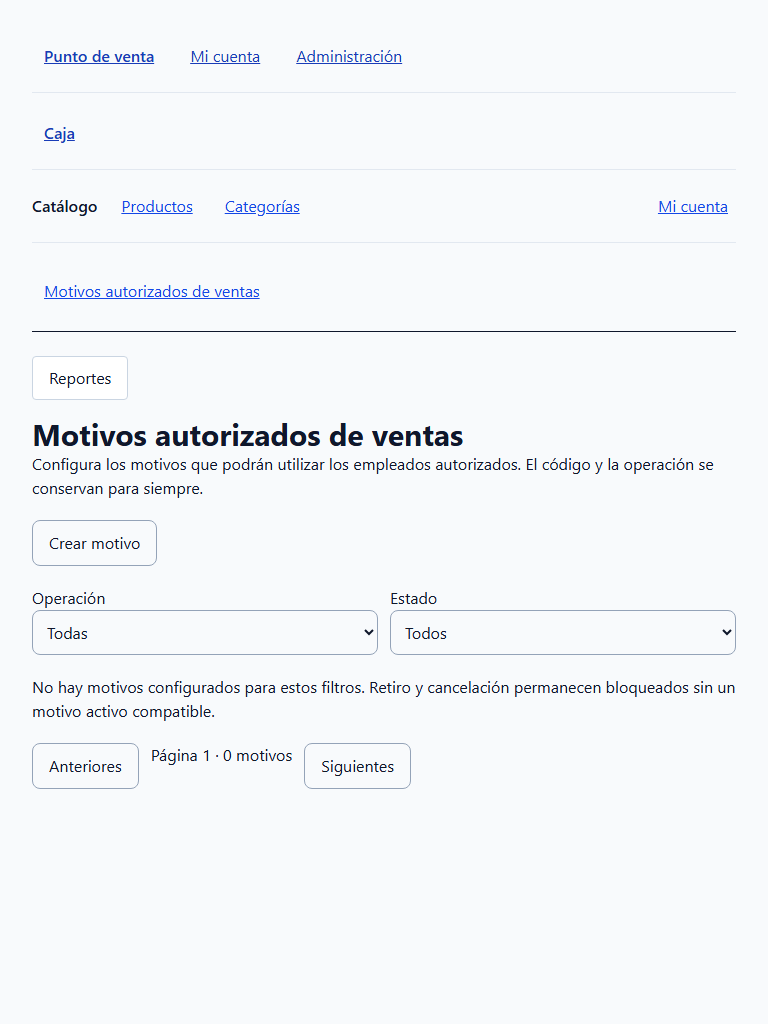 Punto de venta Mi cuenta Administración
Caja
Catálogo Productos Categorías Mi cuenta
Motivos autorizados de ventas
Reportes
Motivos autorizados de ventas
Configura los motivos que podrán utilizar los empleados autorizados. El código y la operación se
conservan para siempre.
Crear motivo
Operación Estado
Todas Todos
No hay motivos configurados para estos filtros. Retiro y cancelación permanecen bloqueados sin un
motivo activo compatible.
Anteriores Página 1 · 0 motivos Siguientes